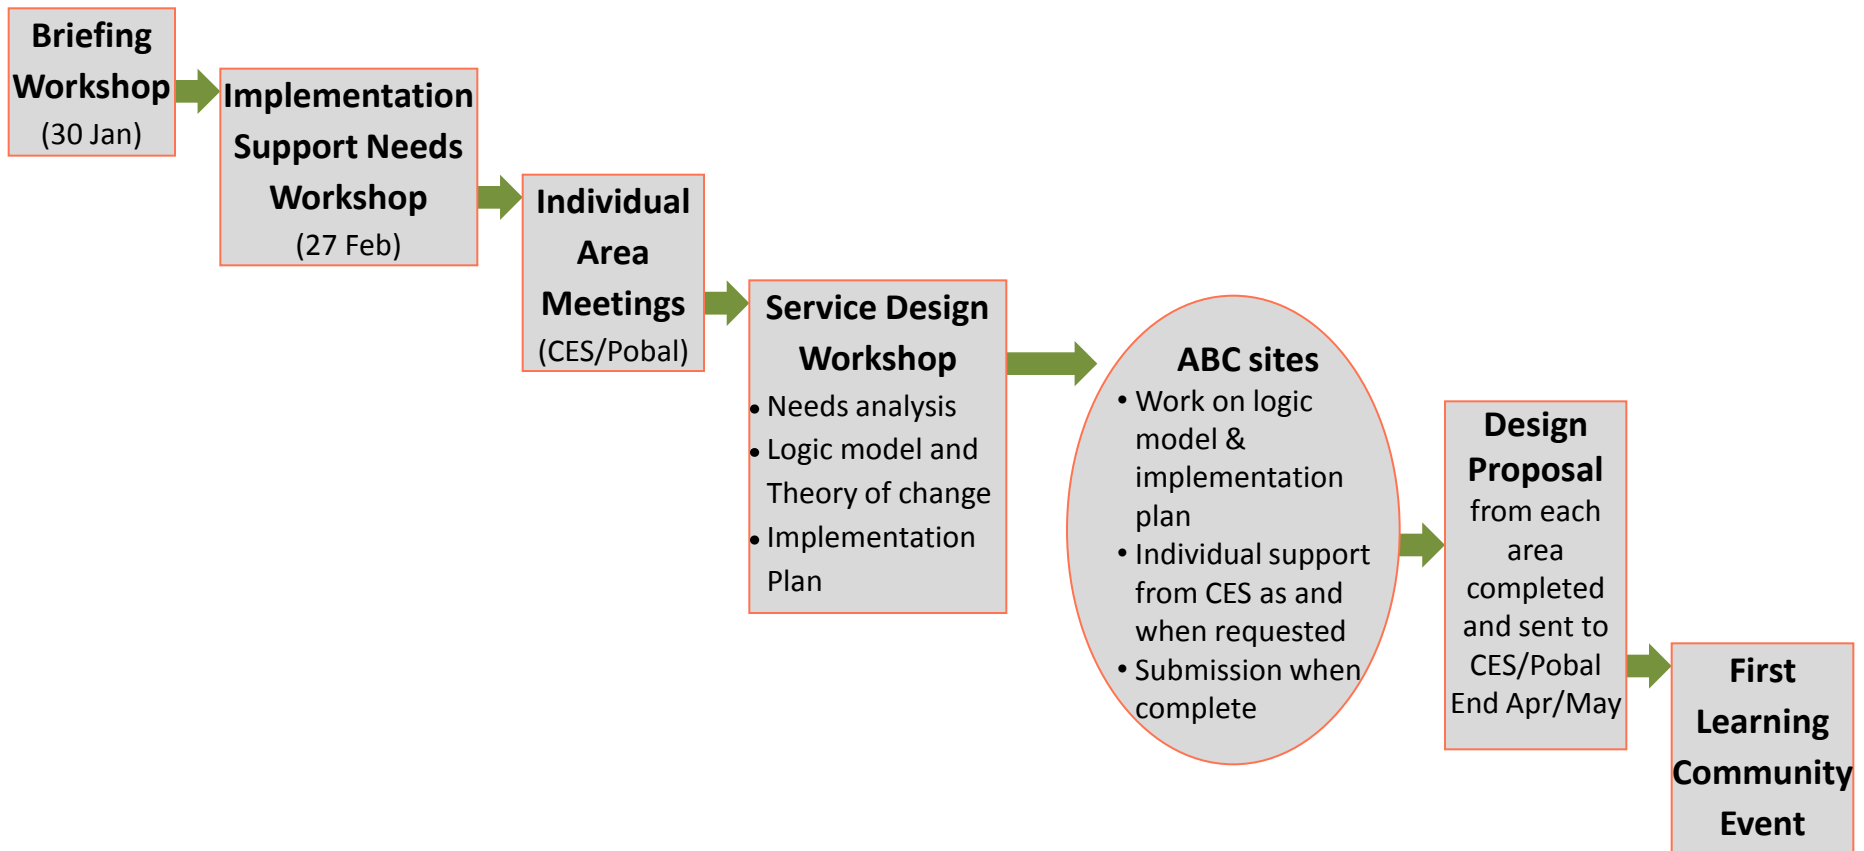 Briefing
Workshop
(30 Jan)
Implementation
Support Needs
Workshop
(27 Feb)
Individual
Area
Meetings
(CES/Pobal)
Service Design
Workshop
• Needs analysis
• Logic model and
Theory of change
• Implementation
Plan
ABC sites
• Work on logic
model &
implementation
plan
• Individual support
from CES as and
when requested
• Submission when
complete
Design
Proposal
from each
area
completed
and sent to
CES/Pobal
End Apr/May
First
Learning
Community
Event